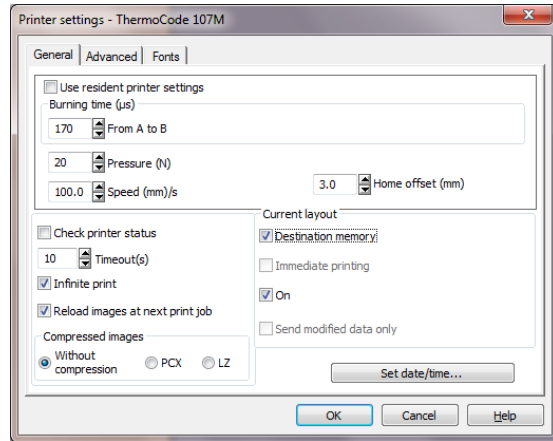 Printer settings - ThermoCode 107M
General
Advanced
Fonts
Use resident printer settings
Burning time (µs)
170 From A to B
20 Pressure (N)
100.0 Speed (mm)/s
3.0 Home offset (mm)
Check printer status
10 Timeout(s)
Infinite print
Reload images at next print job
Compressed images
Without
compression
PCX
LZ
Current layout
Destination memory
Immediate printing
On
Send modified data only
Set date/time...
OK
Cancel
Help